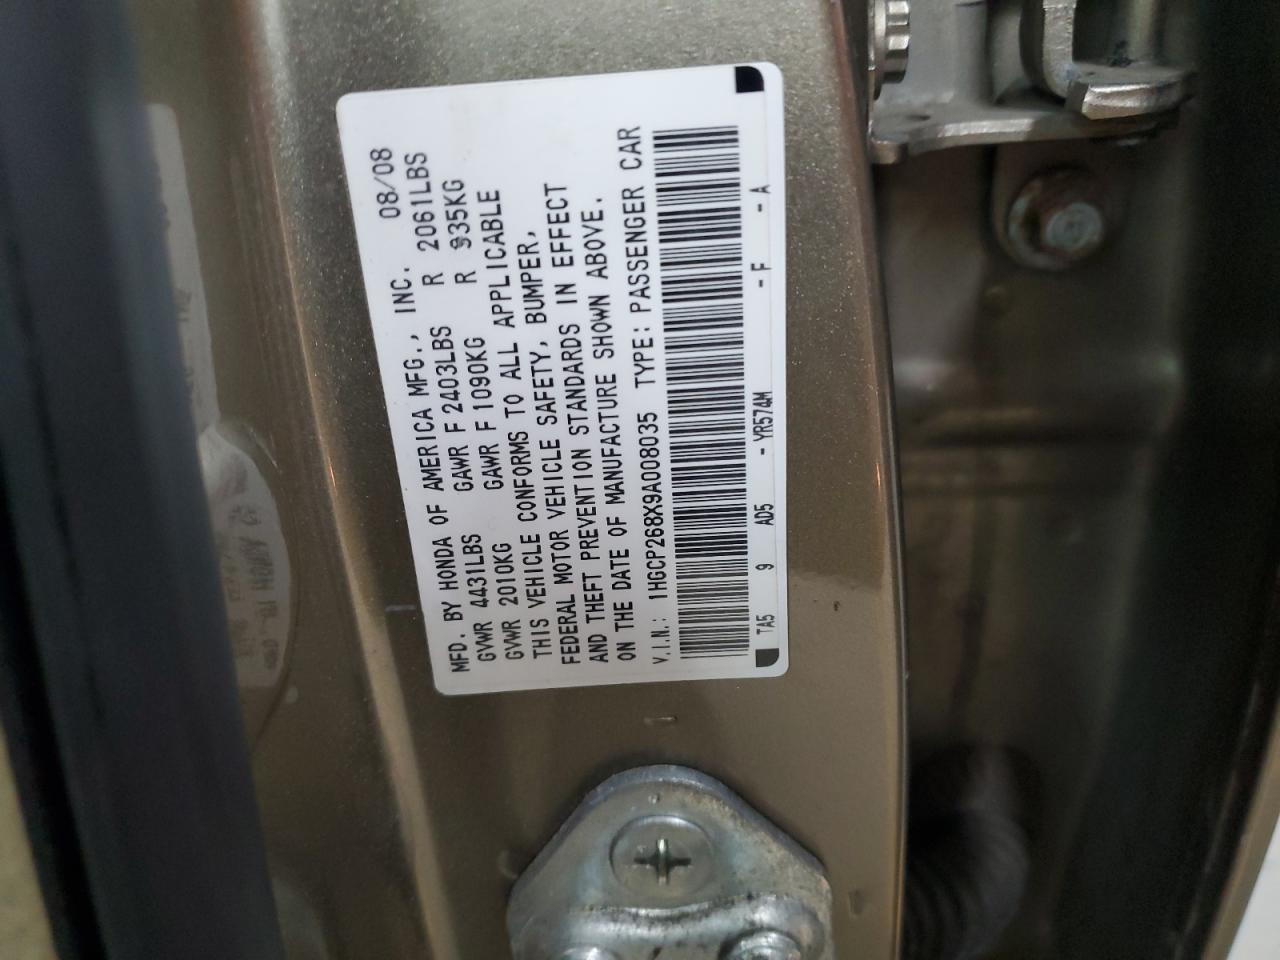 MFD. BY HONDA OF AMERICA MFG., INC. 08/08
GVWR 4431LBS GAWR F 2403LBS R 2061LBS
GVWR 2010KG GAWR F 1090KG R 935KG
THIS VEHICLE CONFORMS TO ALL APPLICABLE
FEDERAL MOTOR VEHICLE SAFETY, BUMPER,
AND THEFT PREVENTION STANDARDS IN EFFECT
ON THE DATE OF MANUFACTURE SHOWN ABOVE.
V.I.N.: 1HGCP268X9A008035 TYPE: PASSENGER CAR
TA5 9 AD5 - YR574M - F - A